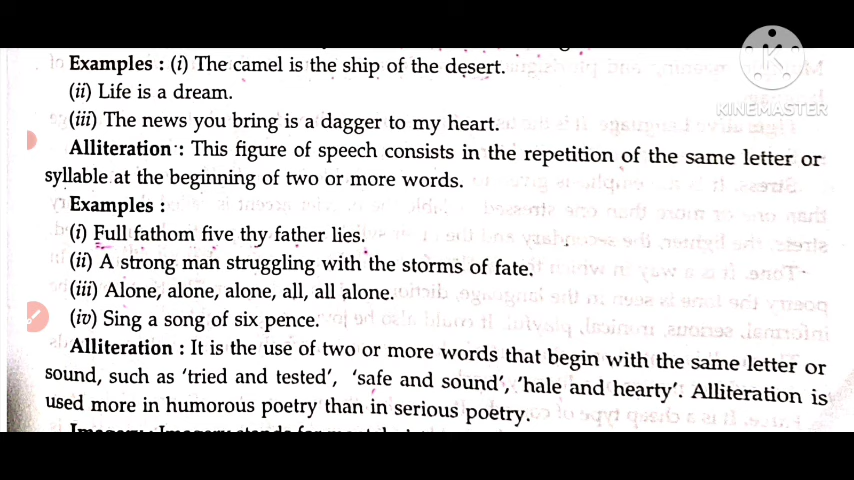 KINEMASTER
Examples : (i) The camel is the ship of the desert.
(ii) Life is a dream.
(iii) The news you bring is a dagger to my heart.
Alliteration : This figure of speech consists in the repetition of the same letter or
syllable at the beginning of two or more words.
Examples :
(i) Full fathom five thy father lies.
(ii) A strong man struggling with the storms of fate.
(iii) Alone, alone, alone, all, all alone.
(iv) Sing a song of six pence.
Alliteration : It is the use of two or more words that begin with the same letter or
sound, such as ‘tried and tested’, ‘safe and sound’, ‘hale and hearty’. Alliteration is
used more in humorous poetry than in serious poetry.